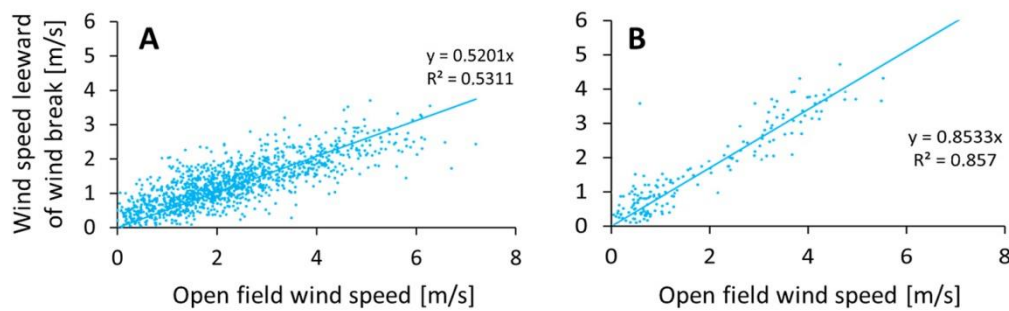 A
y = 0.5201x
R² = 0.5311
Wind speed leeward
of wind break [m/s]
6
5
4
3
2
1
0
0 2 4 6 8
Open field wind speed [m/s]
B
y = 0.8533x
R² = 0.857
6
5
4
3
2
1
0
0 2 4 6 8
Open field wind speed [m/s]